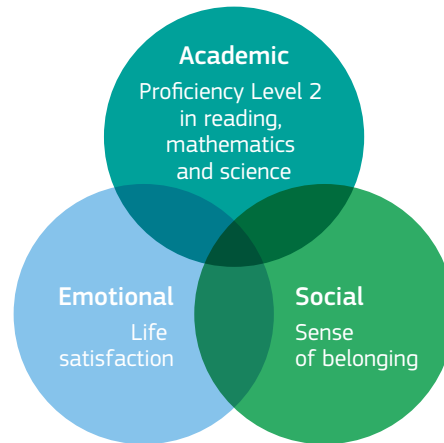 Academic
Proficiency Level 2
in reading,
mathematics
and science
Emotional
Life
satisfaction
Social
Sense
of belonging